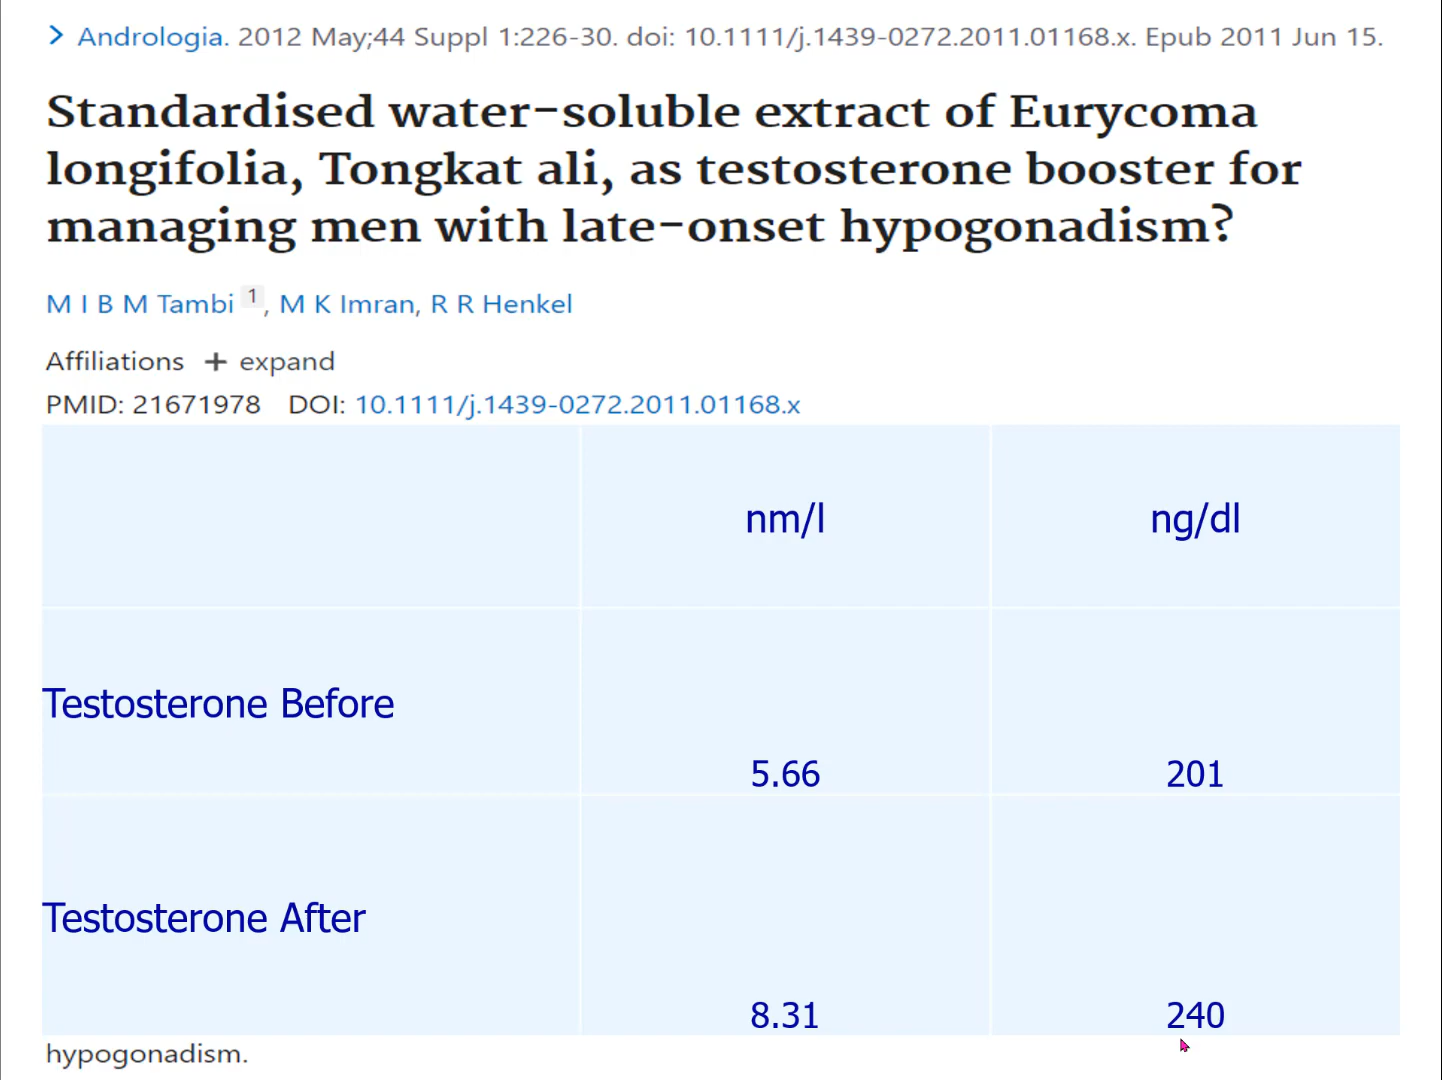 Andrologia. 2012 May;44 Suppl 1:226-30. doi: 10.1111/j.1439-0272.2011.01168.x. Epub 2011 Jun 15.
Standardised water-soluble extract of Eurycoma
longifolia, Tongkat ali, as testosterone booster for
managing men with late-onset hypogonadism?
M I B M Tambi 1, M K Imran, R R Henkel
Affiliations + expand
PMID: 21671978 DOI: 10.1111/j.1439-0272.2011.01168.x
nm/l ng/dl
Testosterone Before
5.66 201
Testosterone After
8.31 240
hypogonadism.